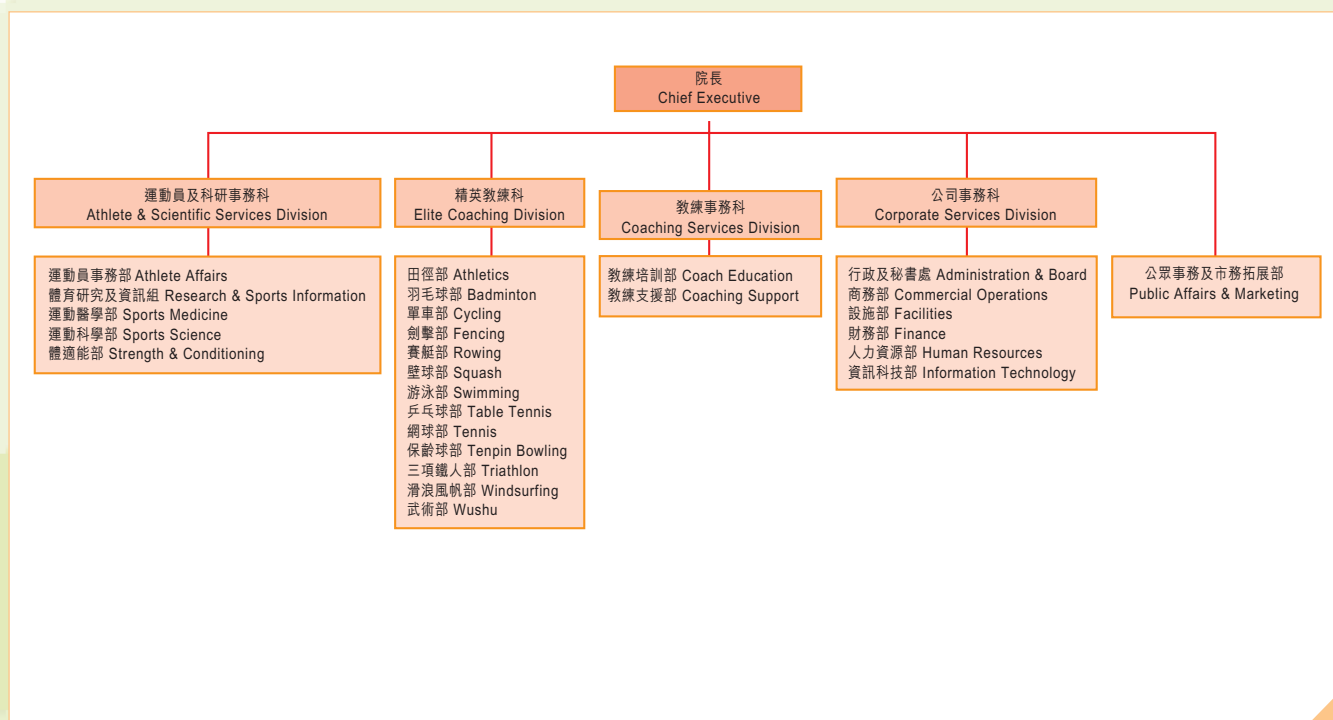 院長
Chief Executive
運動員及科研事務科
Athlete & Scientific Services Division
運動員事務部 Athlete Affairs
體育研究及資訊組 Research & Sports Information
運動醫學部 Sports Medicine
運動科學部 Sports Science
體適能部 Strength & Conditioning
精英教練科
Elite Coaching Division
田徑部 Athletics
羽毛球部 Badminton
單車部 Cycling
劍擊部 Fencing
賽艇部 Rowing
壁球部 Squash
游泳部 Swimming
乒乓球部 Table Tennis
網球部 Tennis
保齡球部 Tenpin Bowling
三項鐵人部 Triathlon
滑浪風帆部 Windsurfing
武術部 Wushu
教練事務科
Coaching Services Division
教練培訓部 Coach Education
教練支援部 Coaching Support
公司事務科
Corporate Services Division
行政及秘書處 Administration & Board
商務部 Commercial Operations
設施部 Facilities
財務部 Finance
人力資源部 Human Resources
資訊科技部 Information Technology
公眾事務及市務拓展部
Public Affairs & Marketing